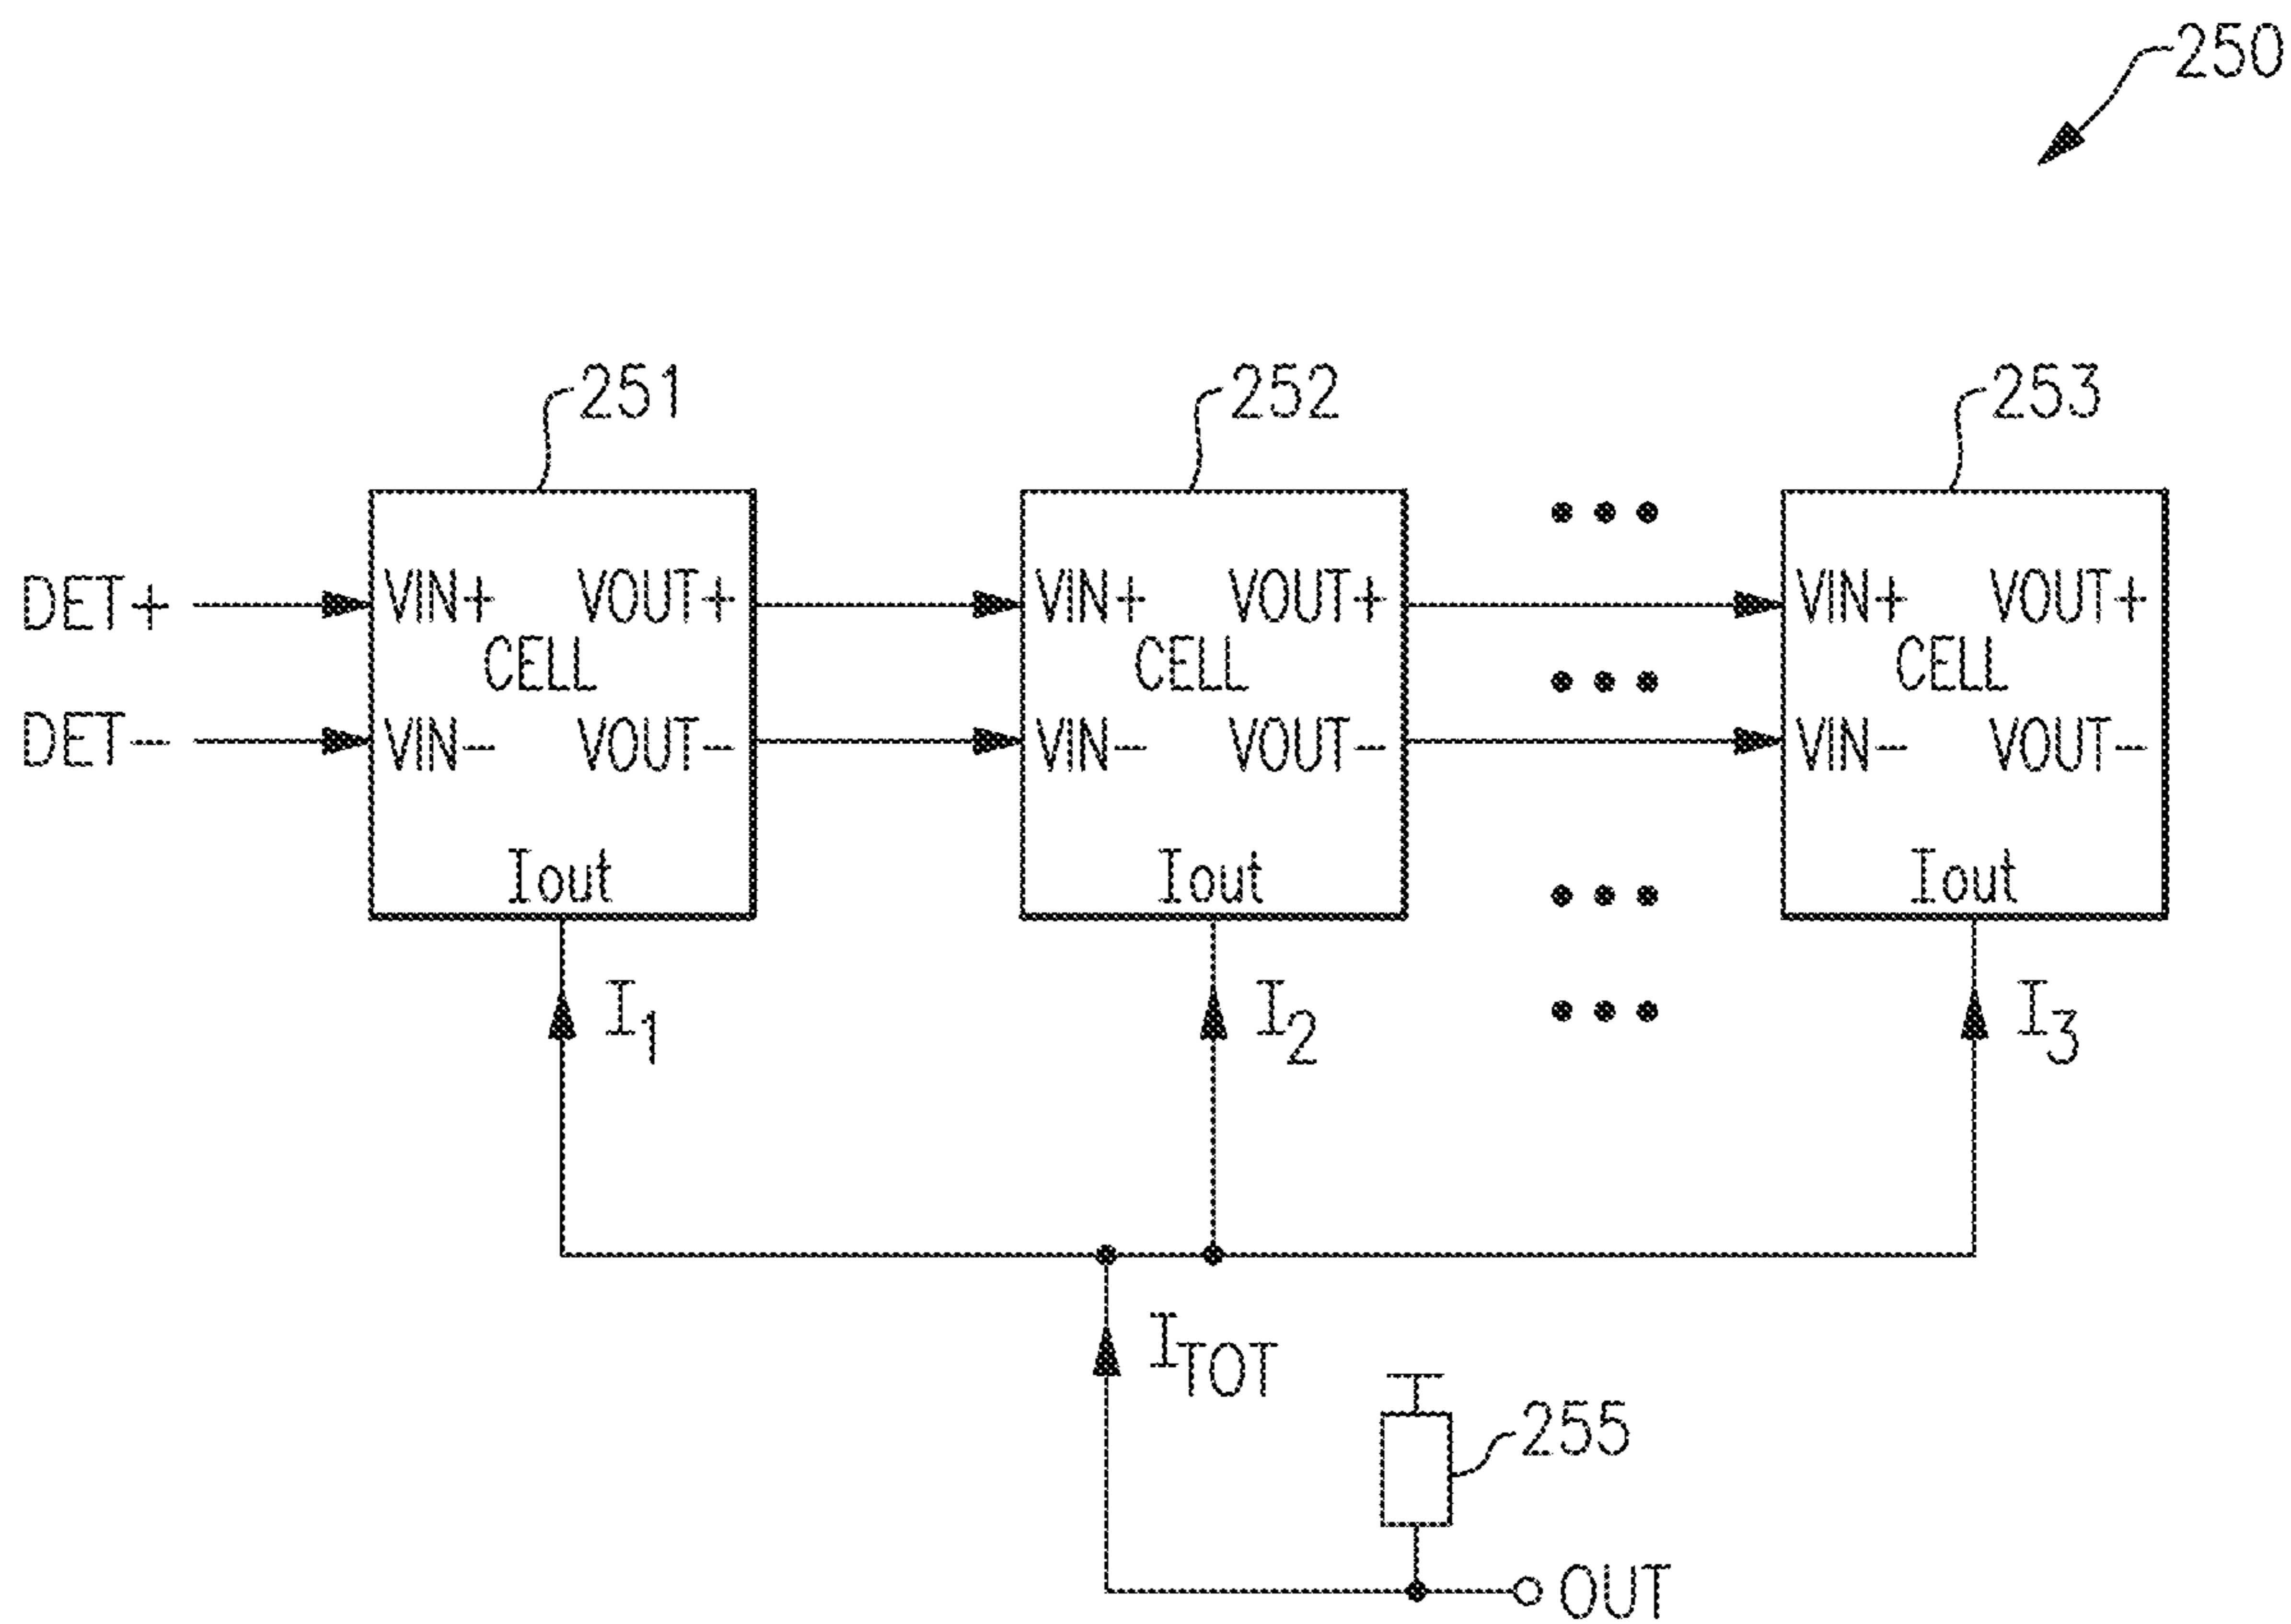 250
251
252
253
DET+
VIN+ VOUT+
VIN+ VOUT+
VIN+ VOUT+
CELL
CELL
CELL
DET-
VIN- VOUT-
VIN- VOUT-
VIN- VOUT-
Iout
Iout
Iout
I1
I2
I3
ITOT
255
OUT